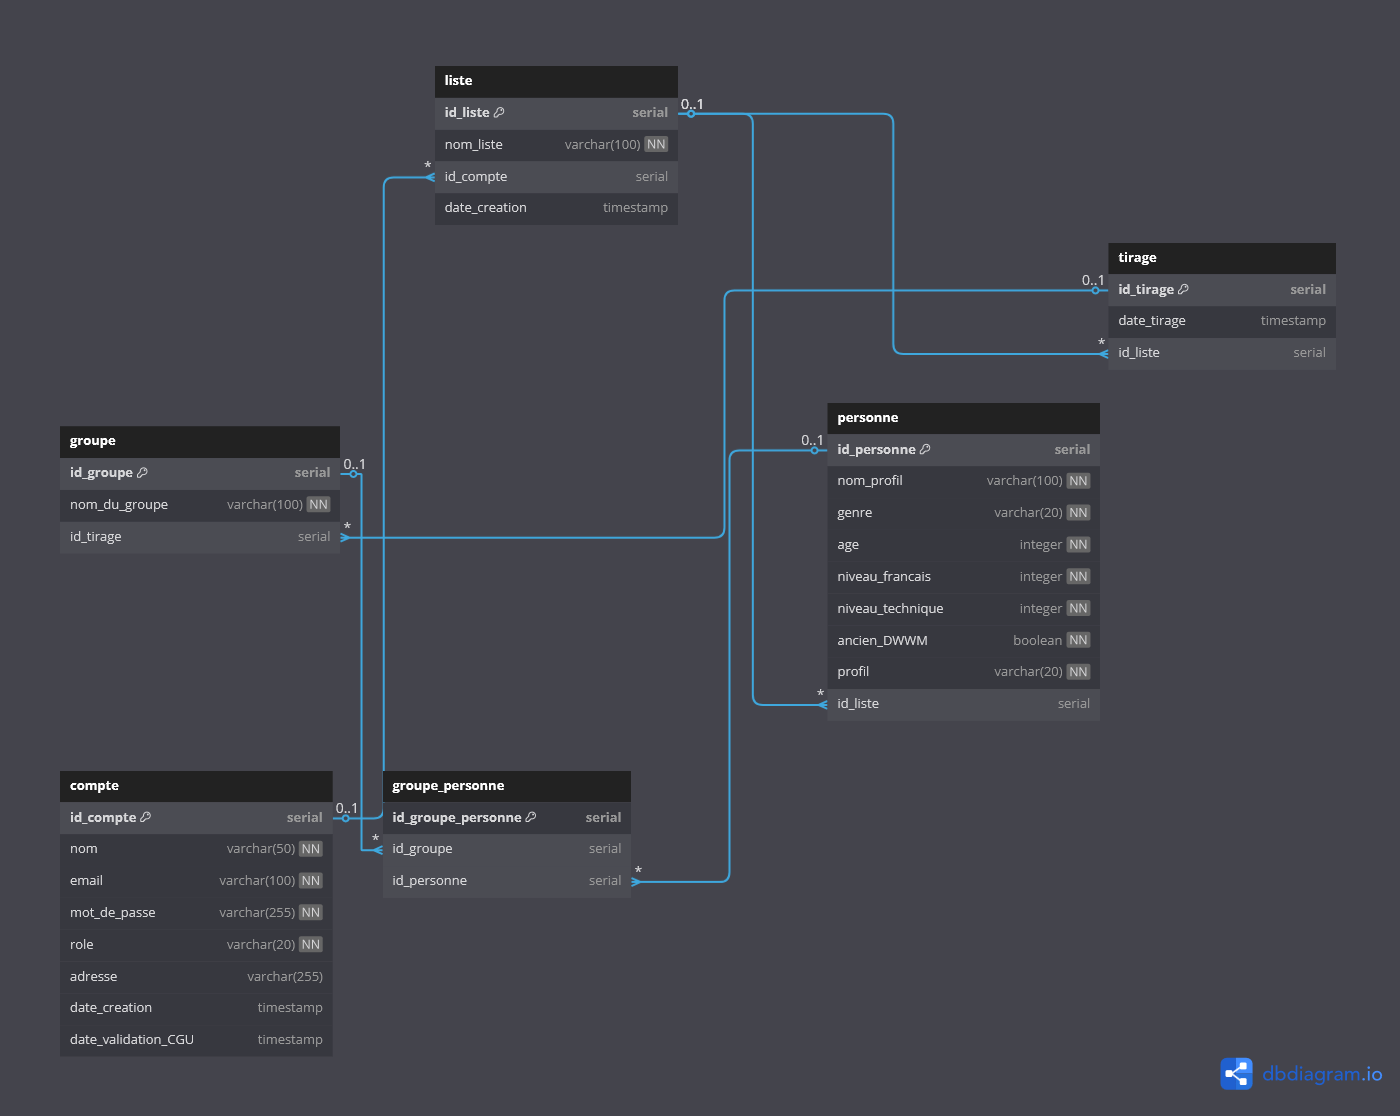 liste
id_liste serial
nom_liste varchar(100) NN
id_compte serial
date_creation timestamp
0..1
*
tirage
id_tirage serial
date_tirage timestamp
id_liste serial
0..1
*
groupe
id_groupe serial
nom_du_groupe varchar(100) NN
id_tirage serial
0..1
*
personne
id_personne serial
nom_profil varchar(100) NN
genre varchar(20) NN
age integer NN
niveau_francais integer NN
niveau_technique integer NN
ancien_DWWM boolean NN
profil varchar(20) NN
id_liste serial
0..1
*
compte
id_compte serial
nom varchar(50) NN
email varchar(100) NN
mot_de_passe varchar(255) NN
role varchar(20) NN
adresse varchar(255)
date_creation timestamp
date_validation_CGU timestamp
0..1
*
groupe_personne
id_groupe_personne serial
id_groupe serial
id_personne serial
*
dbdiagram.io